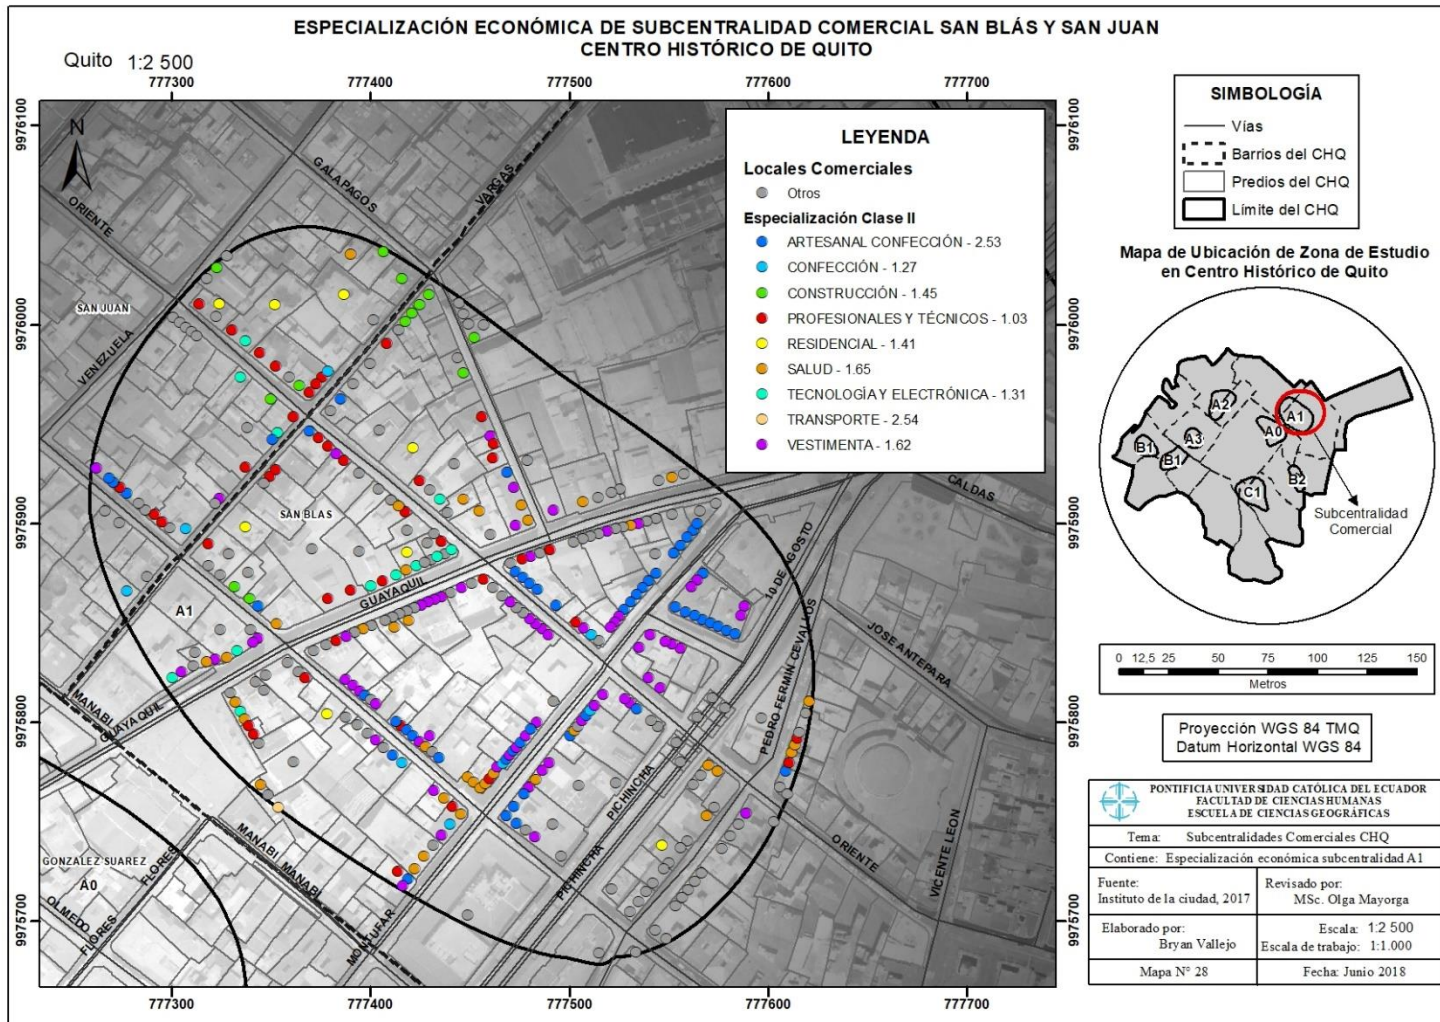 ESPECIALIZACIÓN ECONÓMICA DE SUBCENTRALIDAD COMERCIAL SAN BLÁS Y SAN JUAN
CENTRO HISTÓRICO DE QUITO
Quito 1:2 500
777300
777400
777500
777600
777700
9976100
9976000
9975900
9975800
9975700
9976100
9976000
9975900
9975800
9975700
777300
777400
777500
777600
777700
N
GALAPAGOS
VARGAS
ORIENTE
SAN JUAN
VENEZUELA
SAN BLAS
GUAYAQUIL
A1
CALDAS
10 DE AGOSTO
PEDRO FERMIN CEVALLOS
JOSE ANTEPARA
MANABI
GUAYAQUIL
PICHINCHA
PICHINCHA
ORIENTE
VICENTE LEON
MANABI
MANABI
GONZALEZ SUAREZ
A0
FLORES
OLMEDO
FLORES
MONTUFAR
LEYENDA
Locales Comerciales
Otros
Especialización Clase II
ARTESANAL CONFECCIÓN - 2.53
CONFECCIÓN - 1.27
CONSTRUCCIÓN - 1.45
PROFESIONALES Y TÉCNICOS - 1.03
RESIDENCIAL - 1.41
SALUD - 1.65
TECNOLOGÍA Y ELECTRÓNICA - 1.31
TRANSPORTE - 2.54
VESTIMENTA - 1.62
SIMBOLOGÍA
Vías
Barrios del CHQ
Predios del CHQ
Límite del CHQ
Mapa de Ubicación de Zona de Estudio
en Centro Histórico de Quito
A2
A1
A0
A3
B1
B1
B2
C1
Subcentralidad
Comercial
0 12,5 25 50 75 100 125 150
Metros
Proyección WGS 84 TMQ
Datum Horizontal WGS 84
PONTIFICIA UNIVERSIDAD CATÓLICA DEL ECUADOR
FACULTAD DE CIENCIAS HUMANAS
ESCUELA DE CIENCIAS GEOGRÁFICAS
Tema: Subcentralidades Comerciales CHQ
Contiene: Especialización económica subcentralidad A1
Fuente:
Instituto de la ciudad, 2017
Revisado por:
MSc. Olga Mayorga
Elaborado por:
Bryan Vallejo
Escala: 1:2 500
Escala de trabajo: 1:1.000
Mapa N° 28
Fecha: Junio 2018